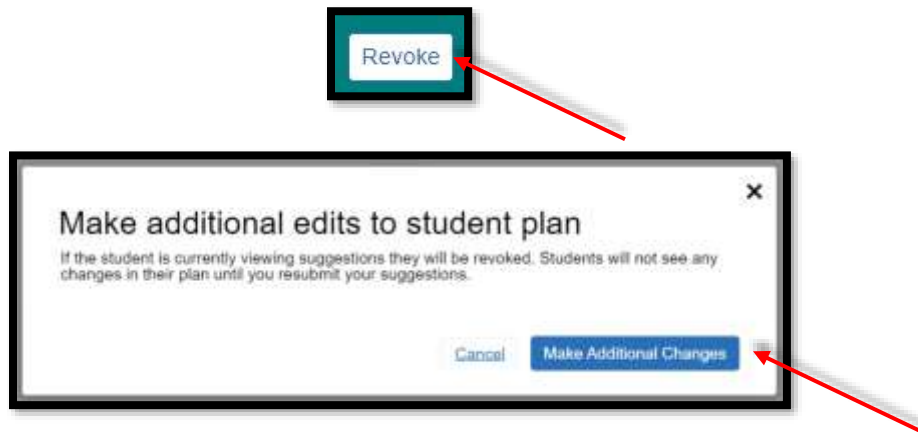 Revoke
Make additional edits to student plan
If the student is currently viewing suggestions they will be revoked. Students will not see any
changes in their plan until you resubmit your suggestions.
Cancel
Make Additional Changes